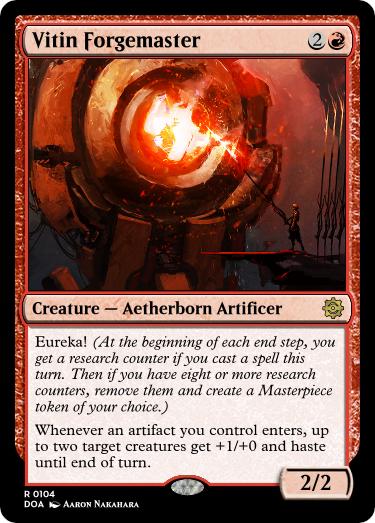 Vitin Forgemaster 2
Creature — Aetherborn Artificer
Eureka! (At the beginning of each end step, you
get a research counter if you cast a spell this
turn. Then if you have eight or more research
counters, remove them and create a Masterpiece
token of your choice.)
Whenever an artifact you control enters, up
to two target creatures get +1/+0 and haste
until end of turn.
2/2
R 0104
DOA Aaron Nakahara